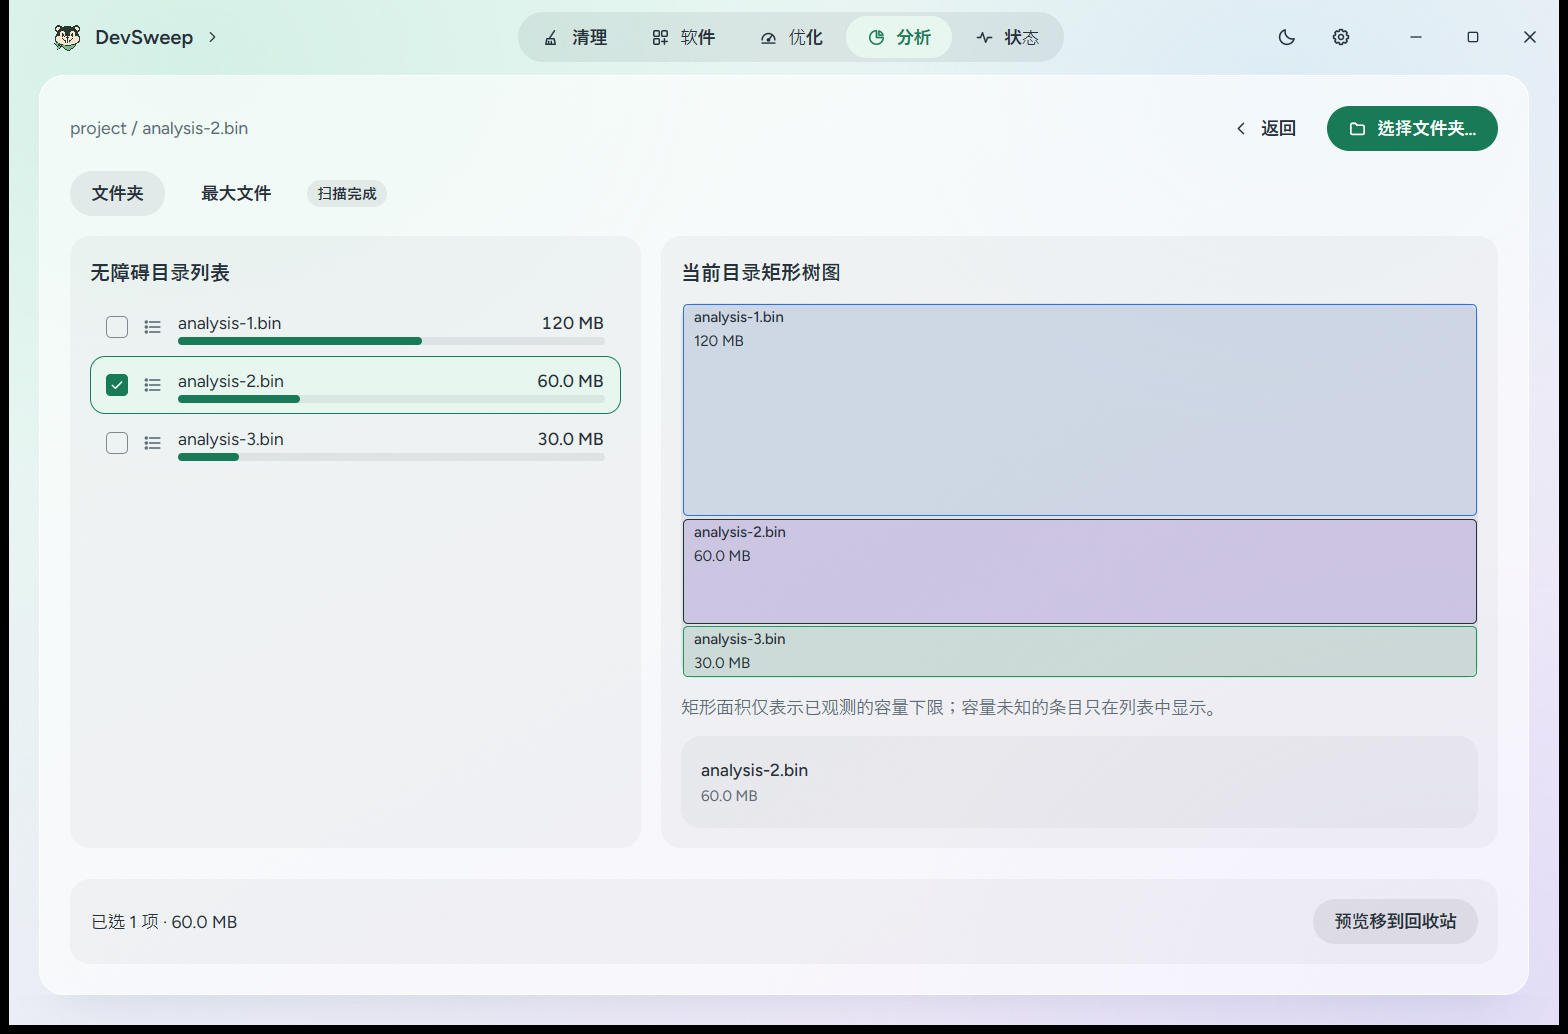 DevSweep
清理
软件
优化
分析
状态
project / analysis-2.bin
返回
选择文件夹...
文件夹
最大文件
扫描完成
无障碍目录列表
analysis-1.bin 120 MB
analysis-2.bin 60.0 MB
analysis-3.bin 30.0 MB
当前目录矩形树图
analysis-1.bin
120 MB
analysis-2.bin
60.0 MB
analysis-3.bin
30.0 MB
矩形面积仅表示已观测的容量下限；容量未知的条目只在列表中显示。
analysis-2.bin
60.0 MB
已选 1 项 · 60.0 MB
预览移到回收站